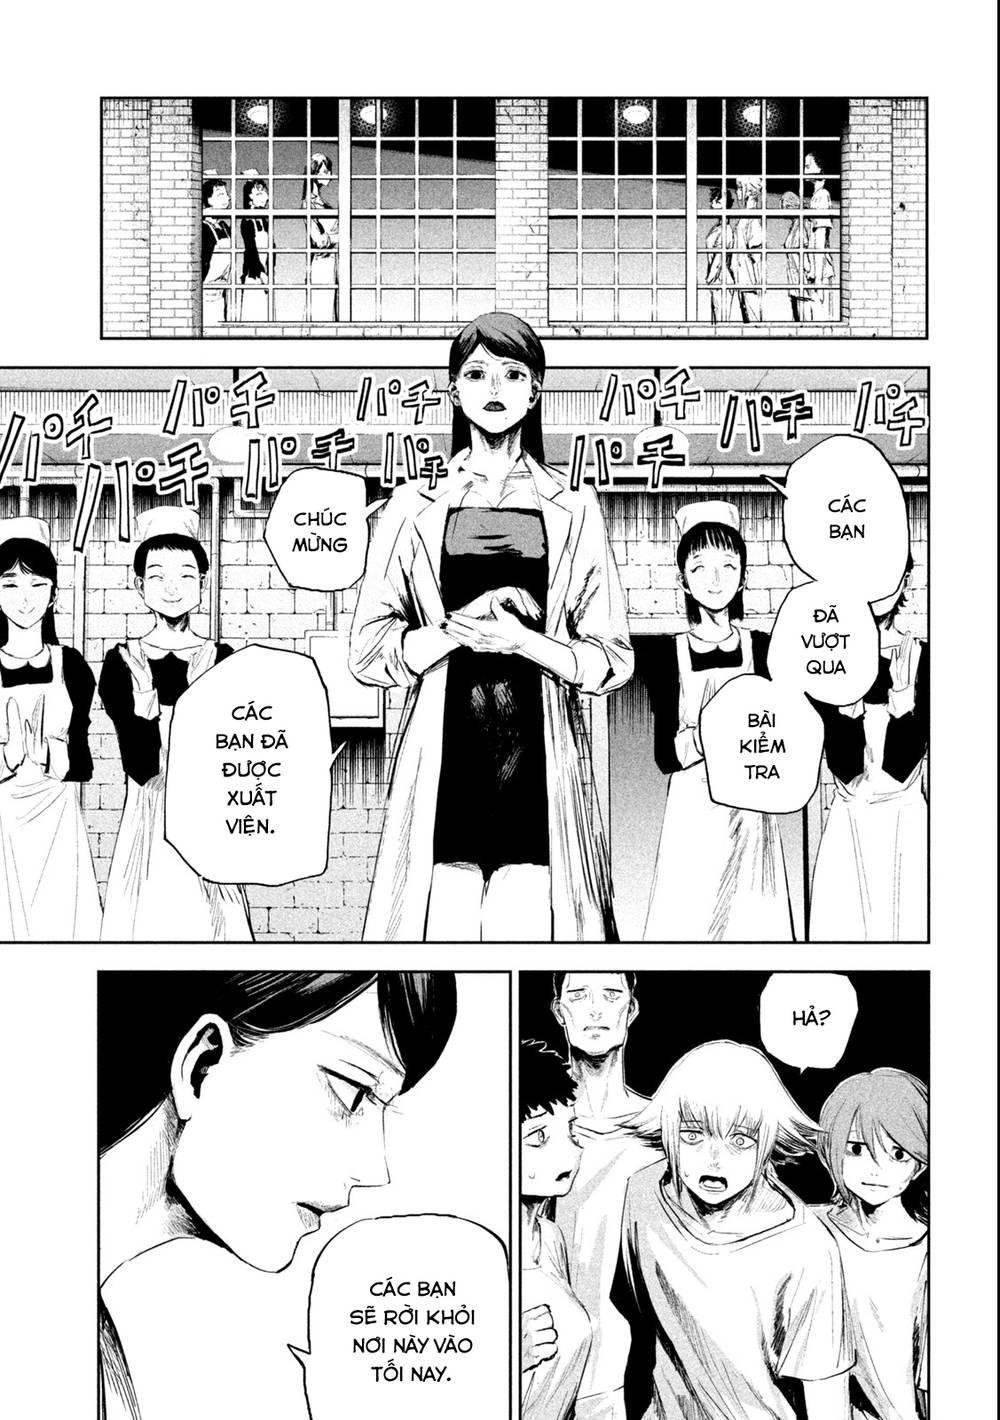 パチ
パチ
パチ
パチ
パチ
パチ
パチ
パチ
パチ
パチ
パチ
CÁC
BẠN
ĐÃ
VƯỢT
QUA
BÀI
KIỂM
TRA
CHÚC
MỪNG
CÁC
BẠN ĐÃ
ĐƯỢC
XUẤT
VIỆN.
HẢ?
CÁC BẠN
SẼ RỜI KHỎI
NƠI NÀY VÀO
TỐI NAY.